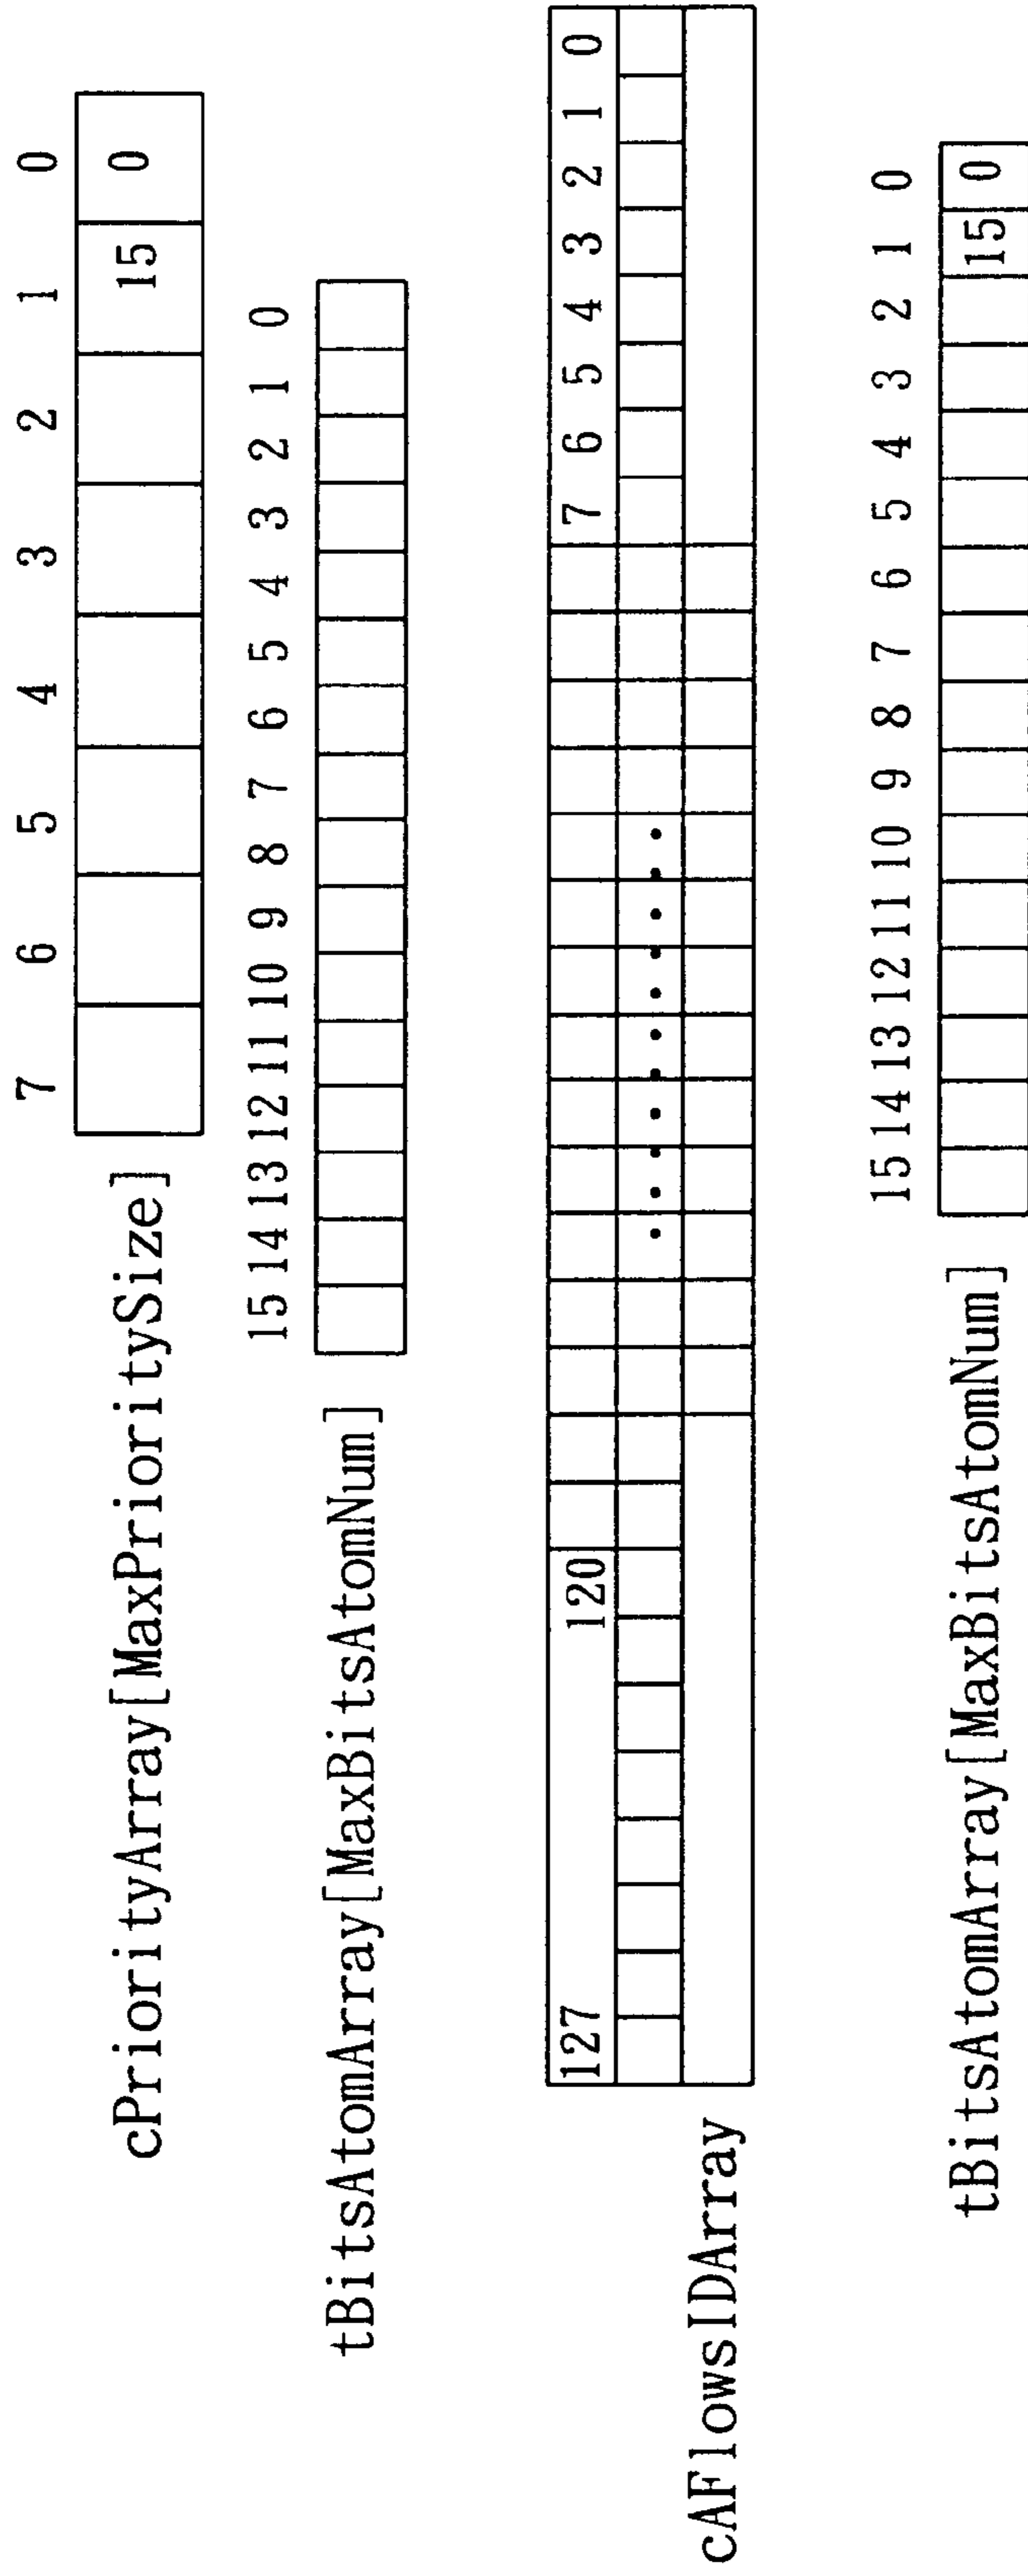 7 6 5 4 3 2 1 0
cPriorityArray[MaxPrioritySize] 15 0
15 14 13 12 11 10 9 8 7 6 5 4 3 2 1 0
tBitsAtomArray[MaxBitsAtomNum]
127 120 7 6 5 4 3 2 1 0
cAFlowsIDArray
15 14 13 12 11 10 9 8 7 6 5 4 3 2 1 0
tBitsAtomArray[MaxBitsAtomNum] 15 0